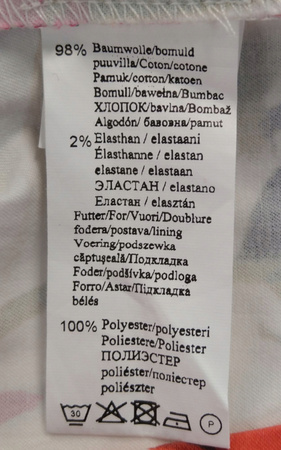 98% Baumwolle/bomuld
puuvilla/Coton/cotone
Pamuk/cotton/katoen
Bomull/bawełna/Bumbac
ХЛОПОК/bavina/Bombaž
Algodón/ бавовна/pamut
2% Elasthan / elastaani
Élasthanne / elastan
elastane / elastaan
ЭЛАСТАН / elastano
Еластан / elasztán
Futter/For/Vuori/Doublure
fodera/postava/lining
Voering/podszewka
căptuşeală/Подкладка
Foder/podšívka/podloga
Forro/Astar/Підкладка
bélés
100% Polyester/polyesteri
Poliestere/Poliester
ПОЛИЭСТЕР
poliéster/поліестер
poliészter
30 P